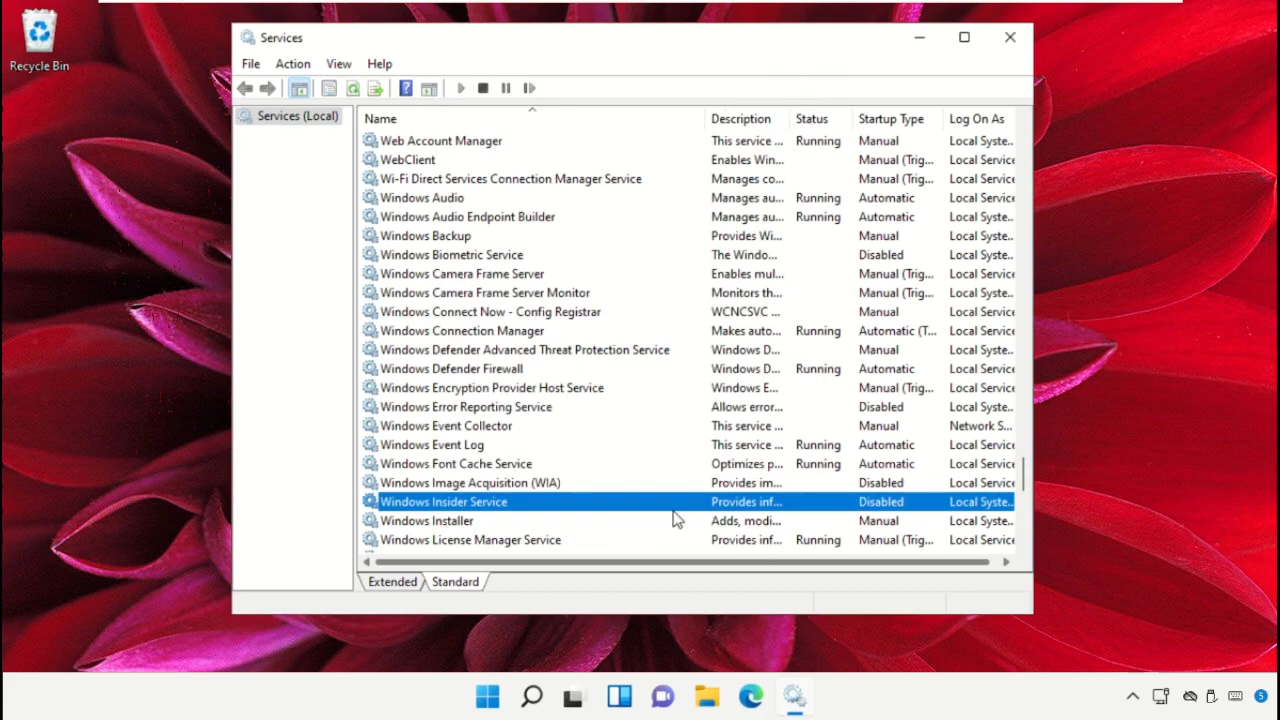 Recycle Bin
Services
File Action View Help
Services (Local)
Name Description Status Startup Type Log On As
Web Account Manager This service ... Running Manual Local Syste...
WebClient Enables Win... Manual (Trig... Local Service
Wi-Fi Direct Services Connection Manager Service Manages co... Manual (Trig... Local Service
Windows Audio Manages au... Running Automatic Local Service
Windows Audio Endpoint Builder Manages au... Running Automatic Local Syste...
Windows Backup Provides Wi... Manual Local Syste...
Windows Biometric Service The Windo... Disabled Local Syste...
Windows Camera Frame Server Enables mul... Manual (Trig... Local Service
Windows Camera Frame Server Monitor Monitors th... Manual (Trig... Local Syste...
Windows Connect Now - Config Registrar WCNCSVC ... Manual Local Service
Windows Connection Manager Makes auto... Running Automatic (T... Local Service
Windows Defender Advanced Threat Protection Service Windows D... Manual Local Syste...
Windows Defender Firewall Windows D... Running Automatic Local Service
Windows Encryption Provider Host Service Windows E... Manual (Trig... Local Service
Windows Error Reporting Service Allows error... Disabled Local Syste...
Windows Event Collector This service ... Manual Network S...
Windows Event Log This service ... Running Automatic Local Service
Windows Font Cache Service Optimizes p... Running Automatic Local Service
Windows Image Acquisition (WIA) Provides im... Disabled Local Service
Windows Insider Service Provides inf... Disabled Local Syste...
Windows Installer Adds, modi... Manual Local Syste...
Windows License Manager Service Provides inf... Running Manual (Trig... Local Service
Extended Standard
5